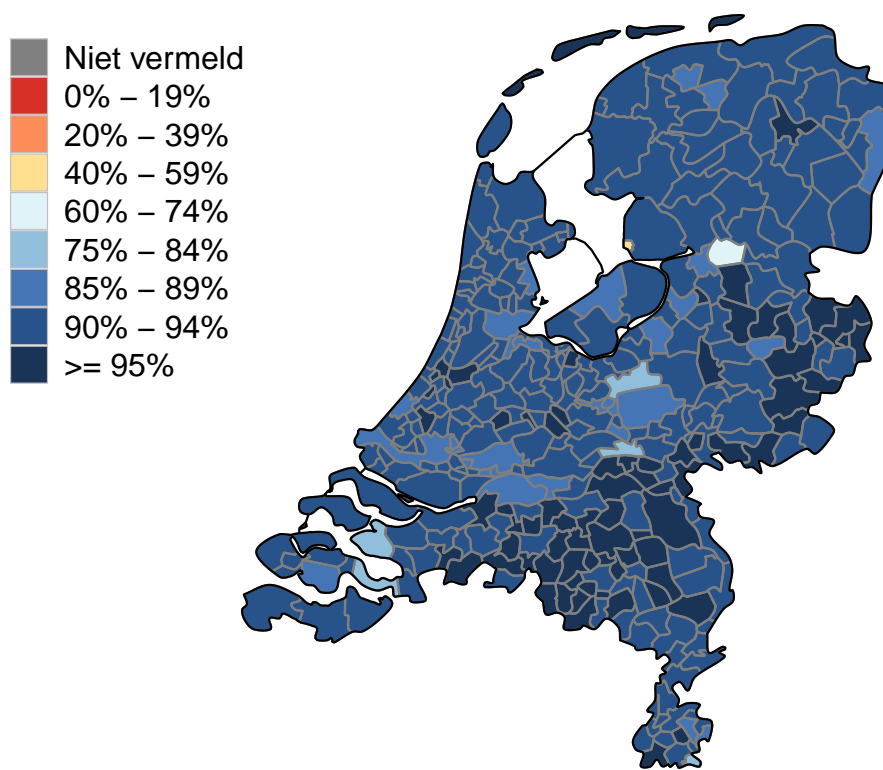 Niet vermeld
0% – 19%
20% – 39%
40% – 59%
60% – 74%
75% – 84%
85% – 89%
90% – 94%
>= 95%